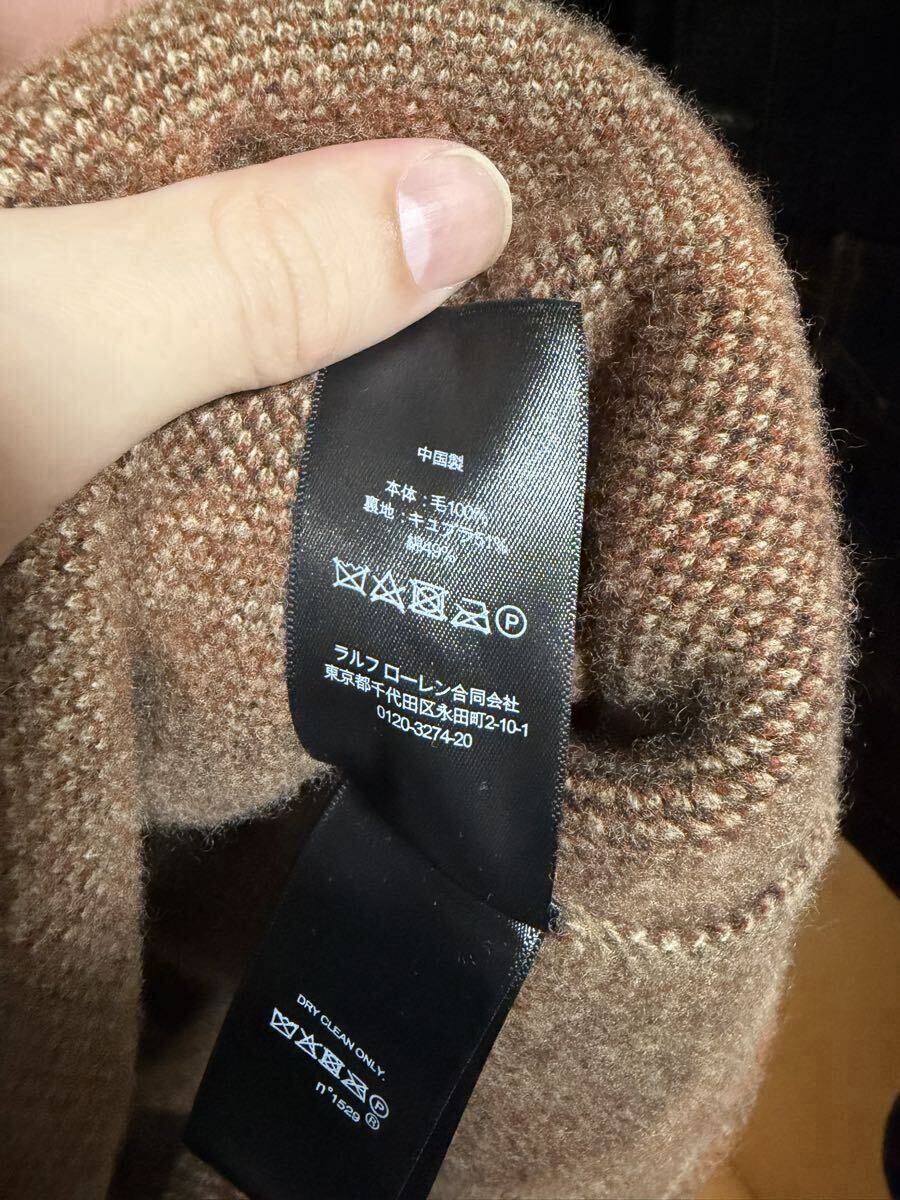 中国製
本体：毛100%
裏地：キュプラ51%
綿49%
P
ラルフ ローレン合同会社
東京都千代田区永田町2-10-1
0120-3274-20
DRY CLEAN ONLY.
P
n°1529 ®